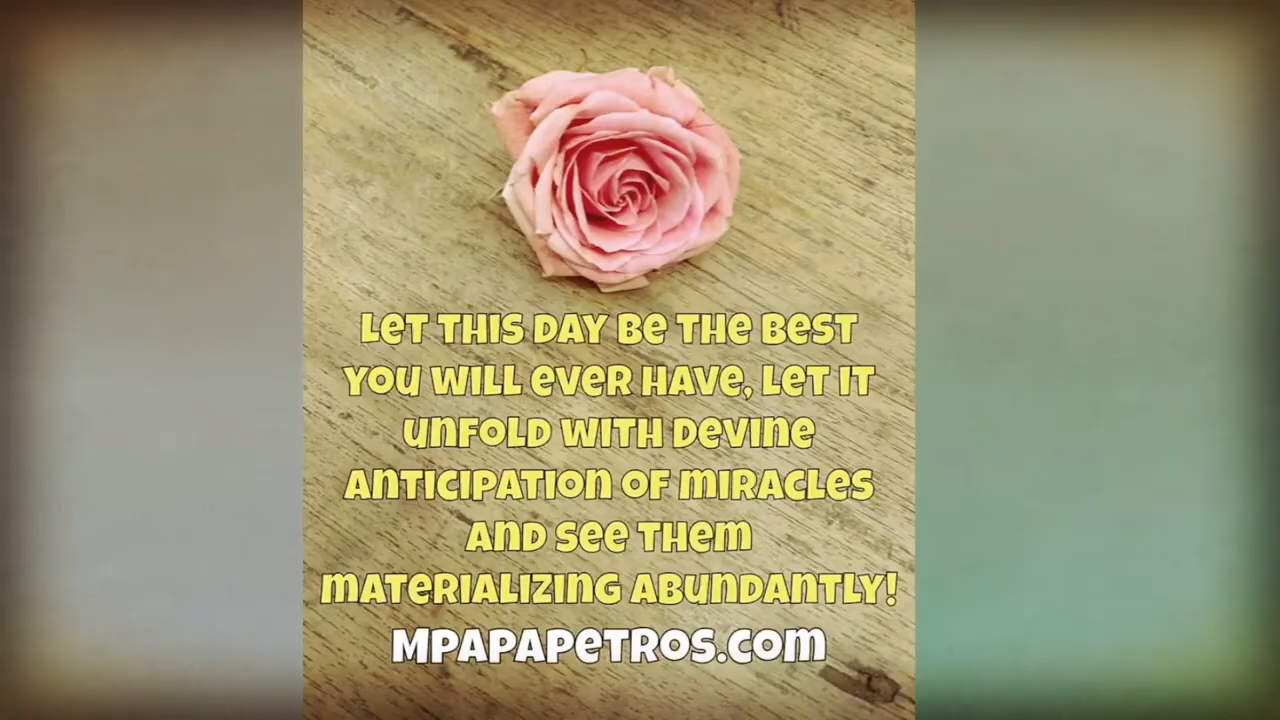 Let this day be the best
you will ever have, let it
unfold with devine
anticipation of miracles
and see them
materializing abundantly!
MPAPAPETROS.COM